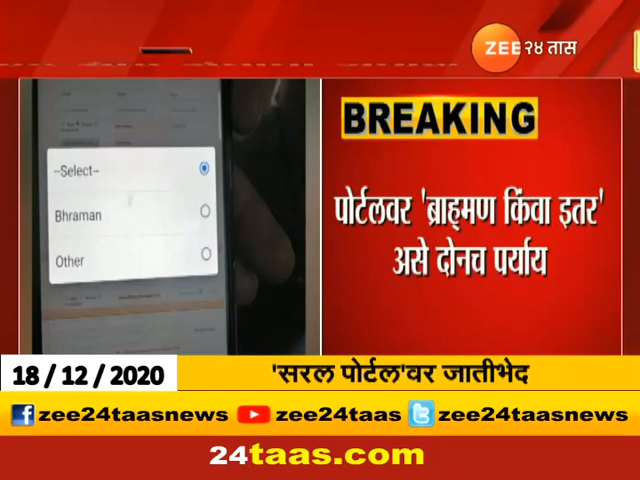 ZEE २४ तास
BREAKING
--Select--
Bhraman
Other
पोर्टलवर 'ब्राह्मण किंवा इतर'
असे दोनच पर्याय
18 / 12 / 2020
'सरल पोर्टल'वर जातीभेद
zee24taasnews
zee24taas
zee24taasnews
24taas.com